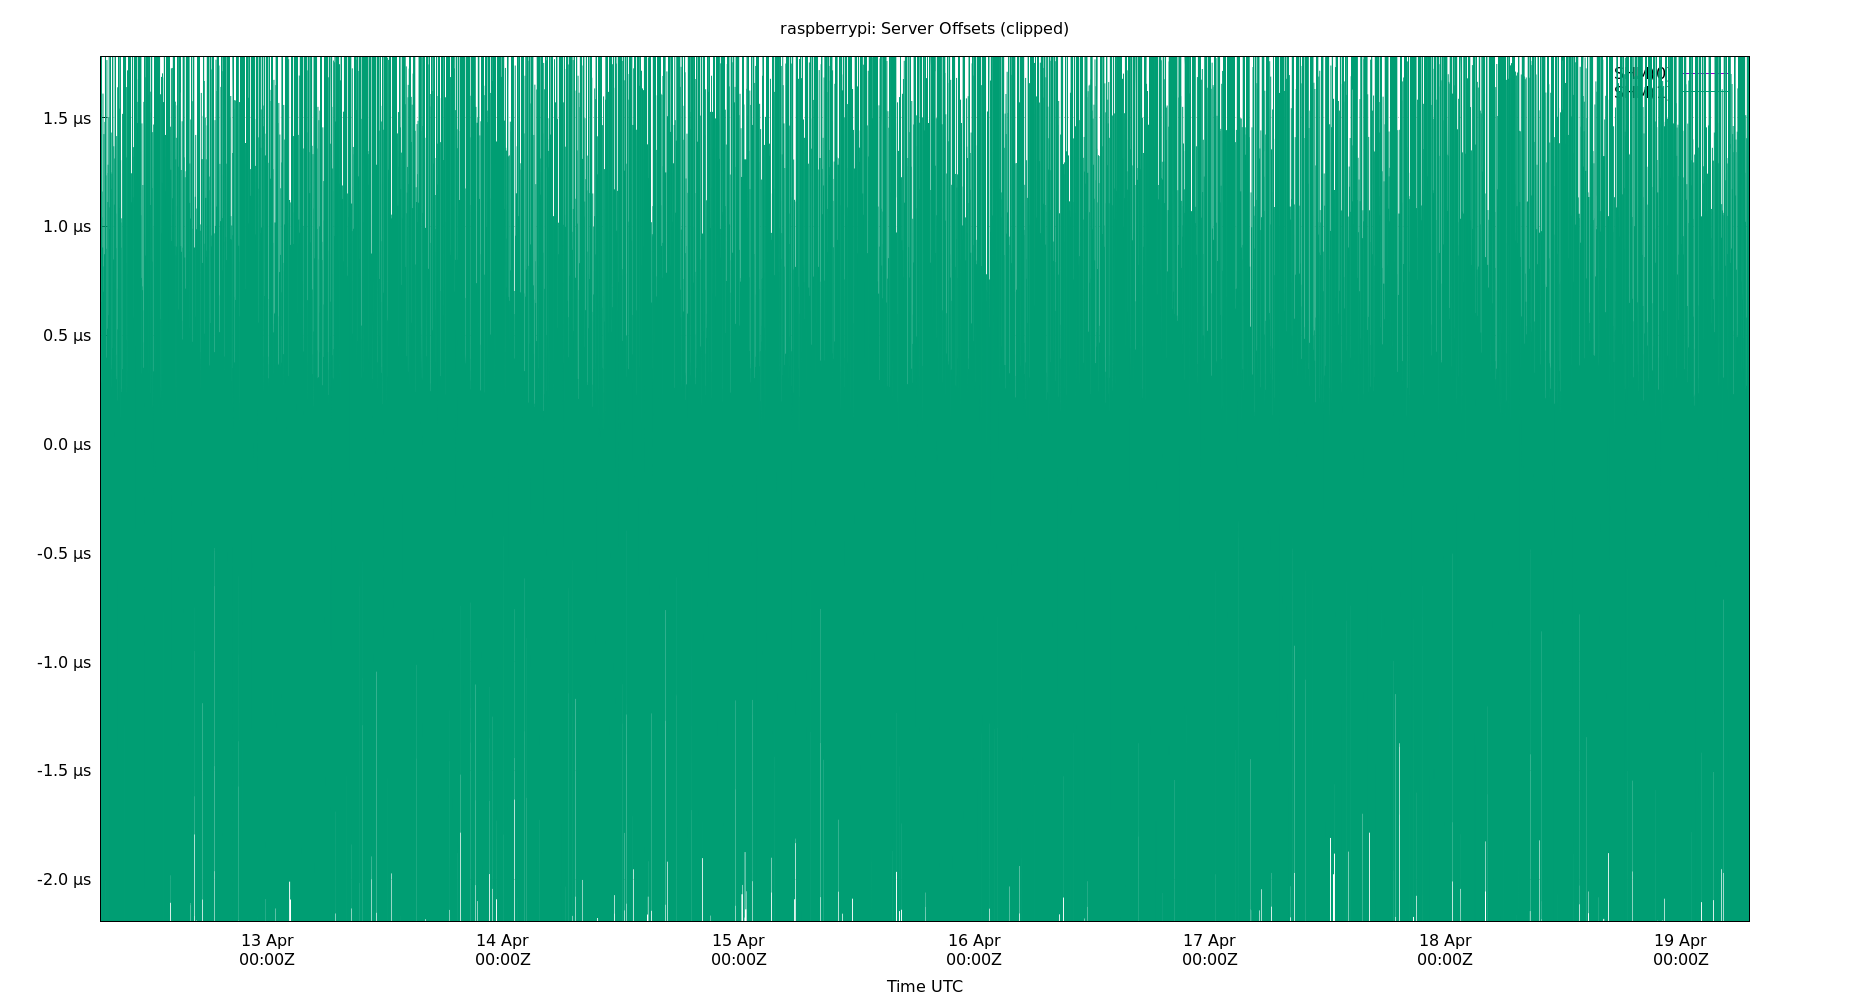 raspberrypi: Server Offsets (clipped)
1.5 µs
1.0 µs
0.5 µs
0.0 µs
-0.5 µs
-1.0 µs
-1.5 µs
-2.0 µs
13 Apr 14 Apr 15 Apr 16 Apr 17 Apr 18 Apr 19 Apr
00:00Z 00:00Z 00:00Z 00:00Z 00:00Z 00:00Z 00:00Z
Time UTC